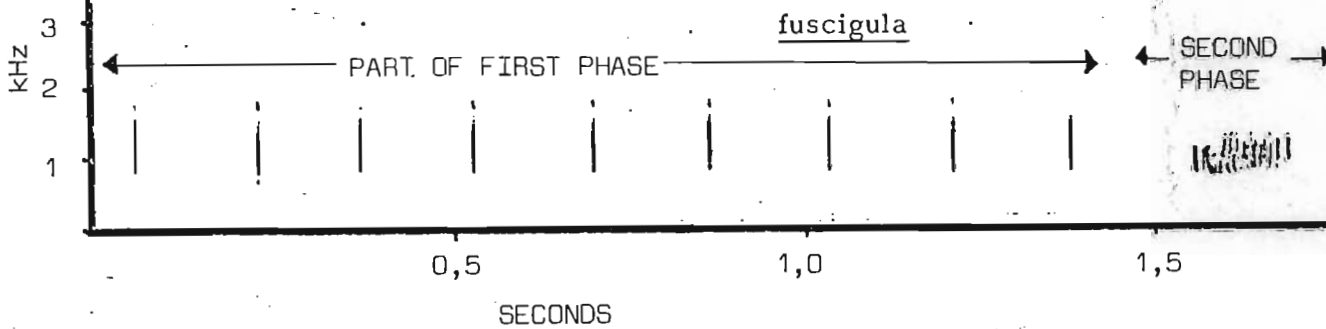 3
fuscigula
kHz
PART. OF FIRST PHASE
SECOND
PHASE
2
1
0,5
1,0
1,5
SECONDS